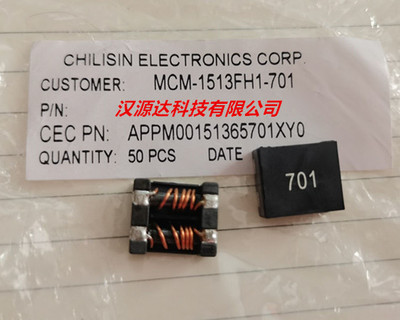 CHILISIN ELECTRONICS CORP.
CUSTOMER: MCM-1513FH1-701
P/N: 汉源达科技有限公司
CEC PN: APPM00151365701XY0
QUANTITY: 50 PCS DATE
701